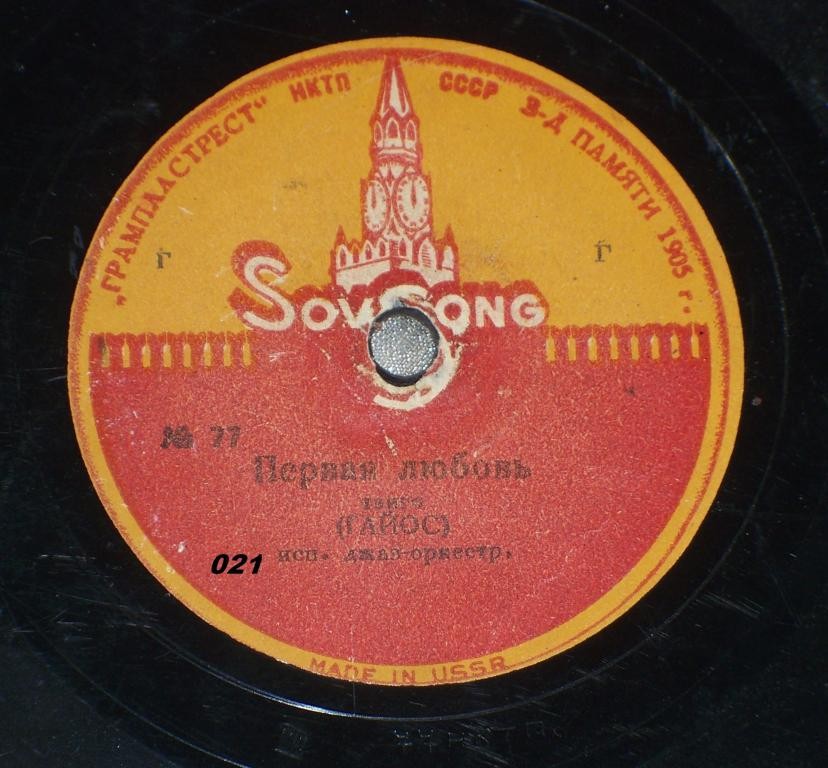 „ГРАМПЛАСТРЕСТ“ НКТП СССР З-Д ПАМЯТИ 1905 г.
Г Г
SovSong
№ 77
Первая любовь
танго
(ГАЙОС)
исп. джаз-оркестр.
021
MADE IN USSR